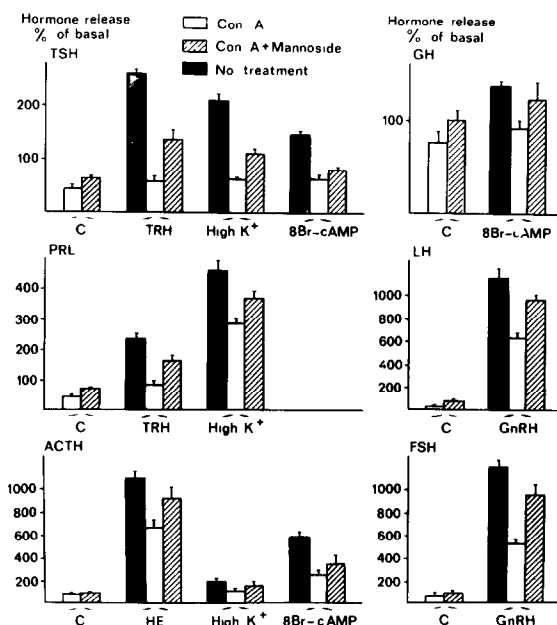 Hormone release
% of basal
TSH
Con A
Con A+Mannoside
No treatment
200
100
C
TRH
High K+
8Br-cAMP
Hormone release
% of basal
GH
100
C
8Br-cAMP
PRL
400
300
200
100
C
TRH
High K+
LH
1000
800
600
400
200
C
GnRH
ACTH
1000
800
600
400
200
C
HE
High K+
8Br-cAMP
FSH
1000
800
600
400
200
C
GnRH